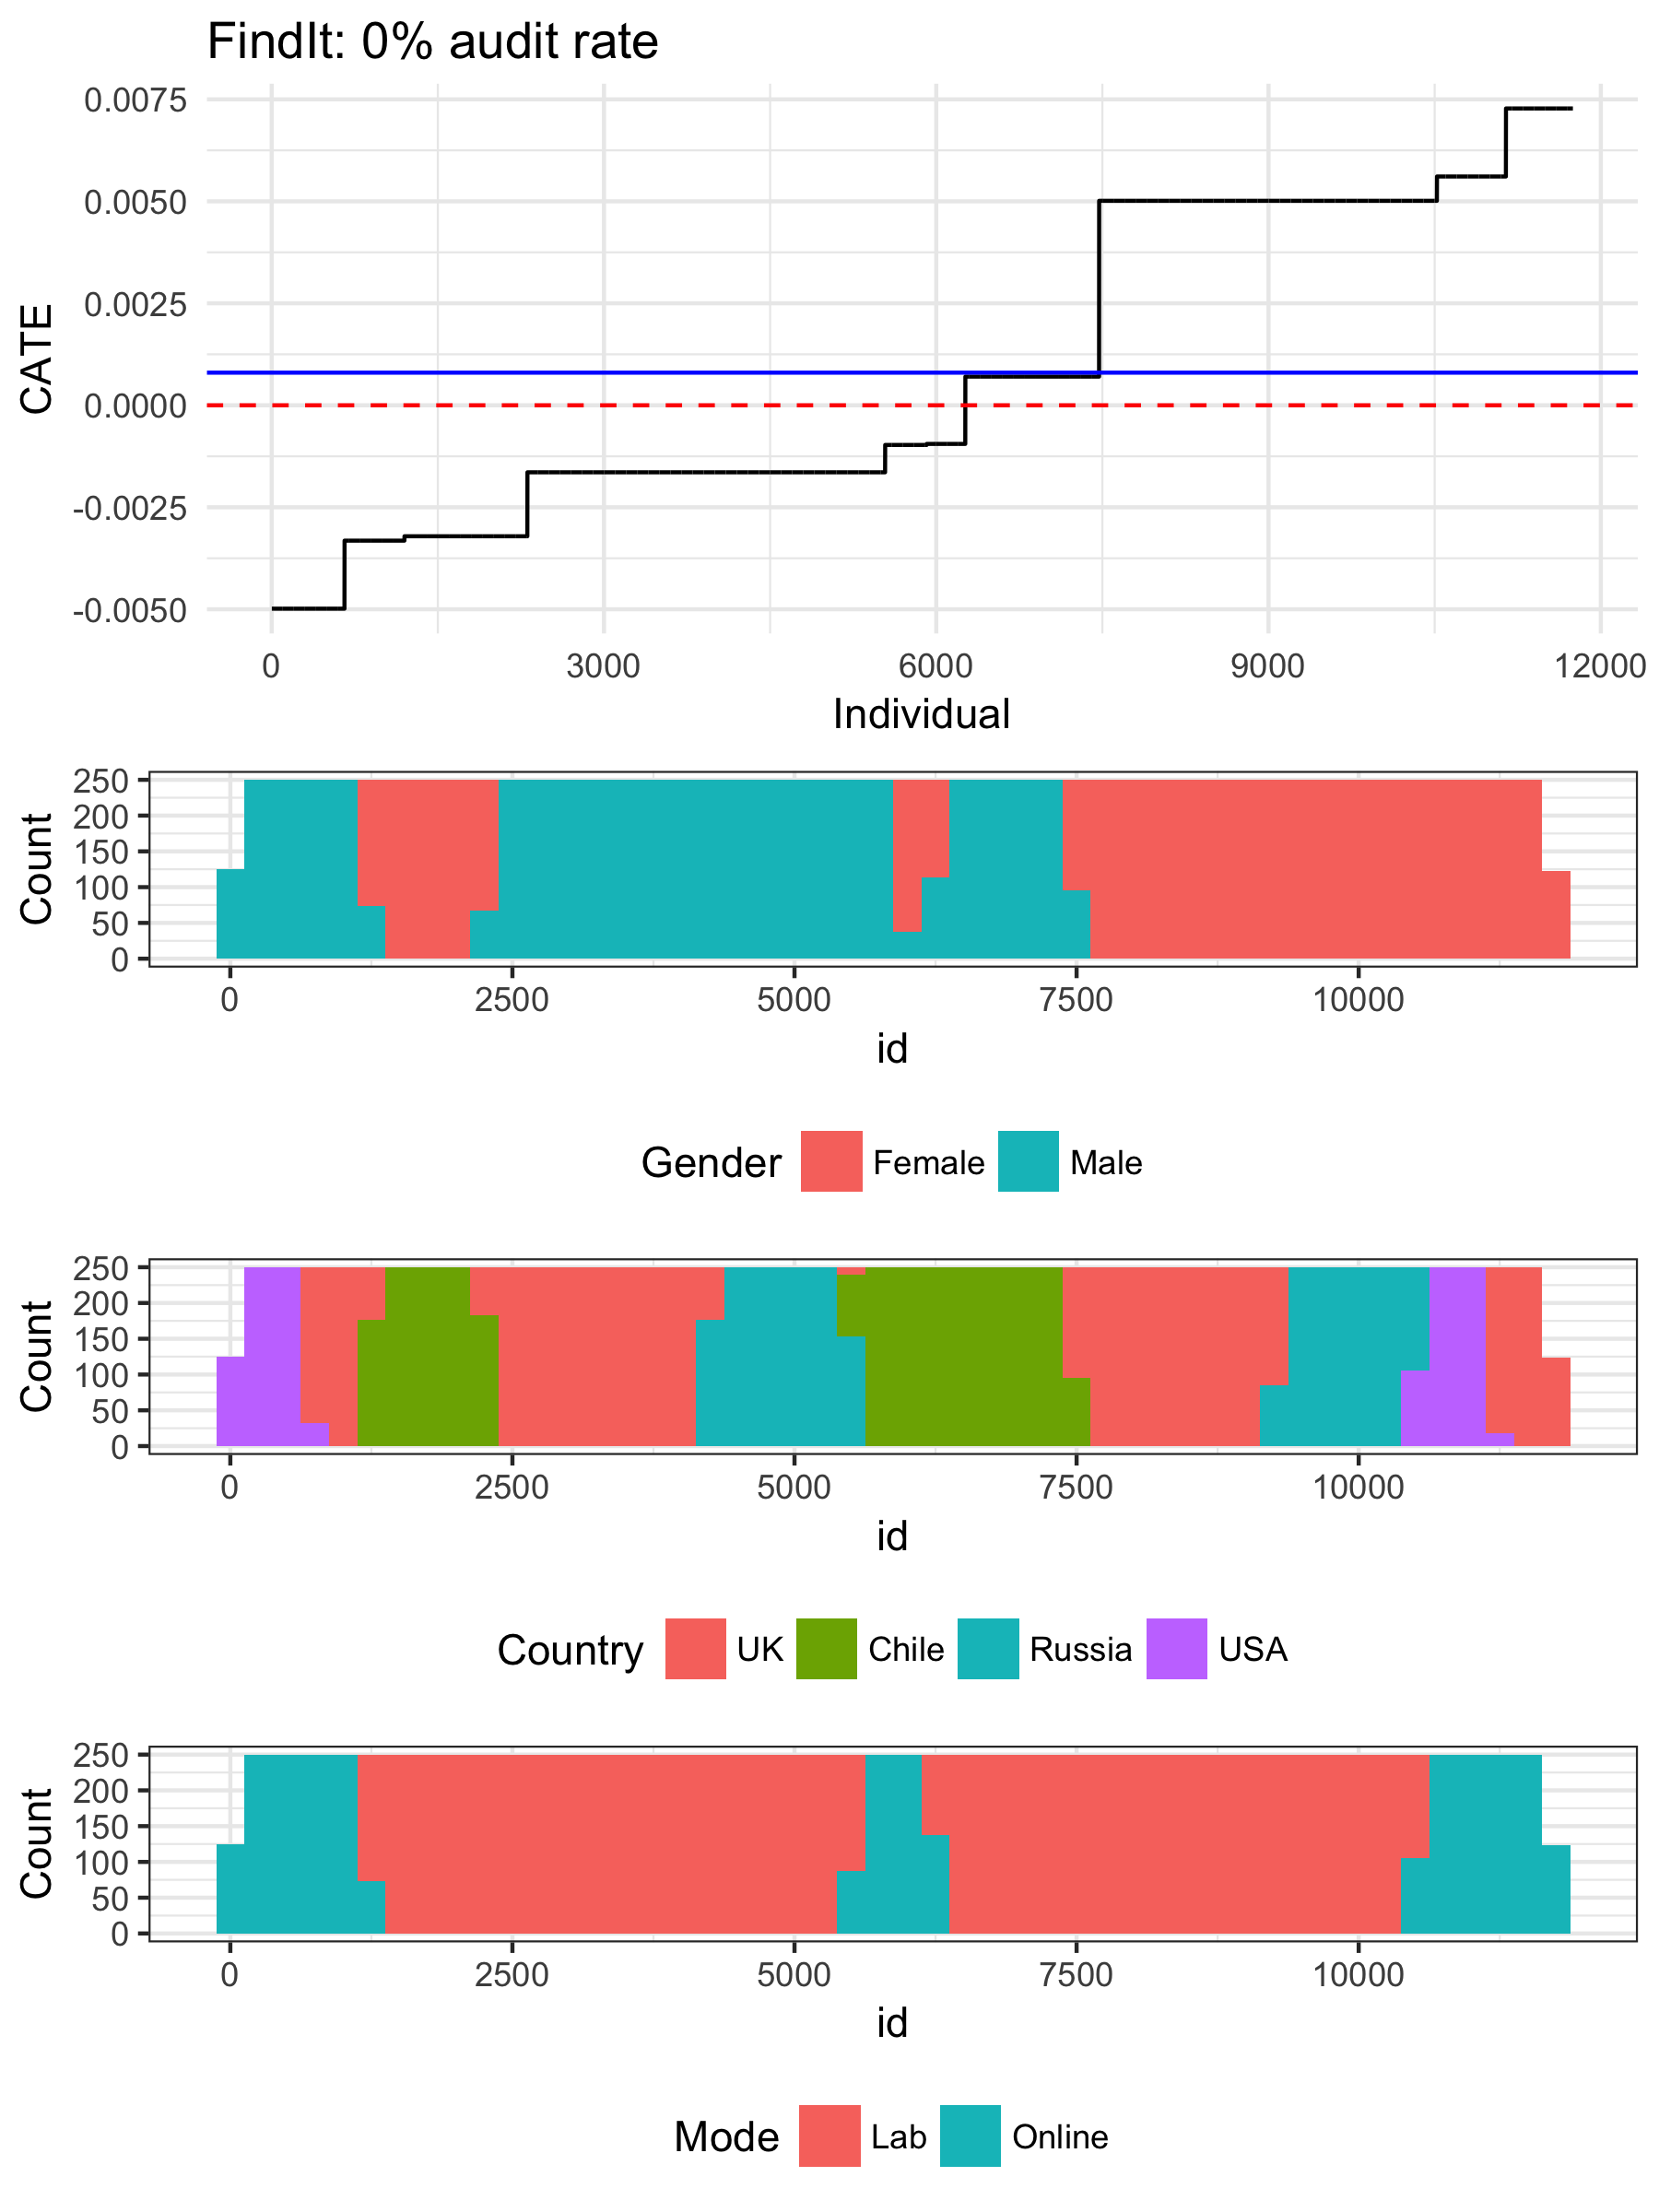 FindIt: 0% audit rate
CATE
0.0075
0.0050
0.0025
0.0000
-0.0025
-0.0050
0 3000 6000 9000 12000
Individual
Count
250
200
150
100
50
0
0 2500 5000 7500 10000
id
Gender Female Male
Count
250
200
150
100
50
0
0 2500 5000 7500 10000
id
Country UK Chile Russia USA
Count
250
200
150
100
50
0
0 2500 5000 7500 10000
id
Mode Lab Online